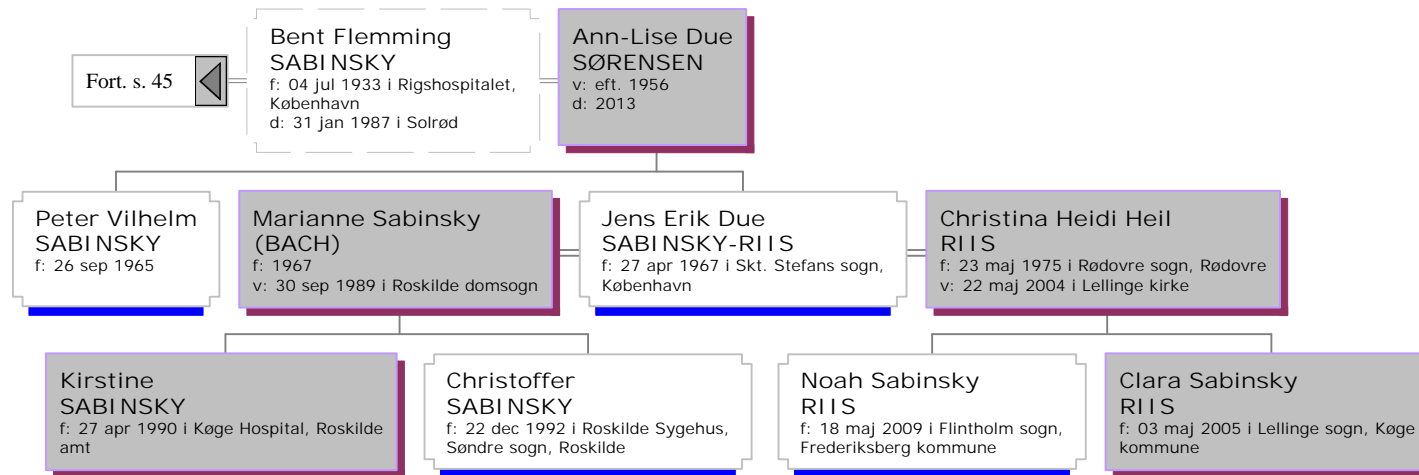 Fort. s. 45
Bent Flemming
SABINSKY
f: 04 jul 1933 i Rigshospitalet,
København
d: 31 jan 1987 i Solrød
Ann-Lise Due
SØRENSEN
v: eft. 1956
d: 2013
Peter Vilhelm
SABINSKY
f: 26 sep 1965
Marianne Sabinsky
(BACH)
f: 1967
v: 30 sep 1989 i Roskilde domsogn
Jens Erik Due
SABINSKY-RIIS
f: 27 apr 1967 i Skt. Stefans sogn,
København
Christina Heidi Heil
RIIS
f: 23 maj 1975 i Rødovre sogn, Rødovre
v: 22 maj 2004 i Lellinge kirke
Kirstine
SABINSKY
f: 27 apr 1990 i Køge Hospital, Roskilde
amt
Christoffer
SABINSKY
f: 22 dec 1992 i Roskilde Sygehus,
Søndre sogn, Roskilde
Noah Sabinsky
RIIS
f: 18 maj 2009 i Flintholm sogn,
Frederiksberg kommune
Clara Sabinsky
RIIS
f: 03 maj 2005 i Lellinge sogn, Køge
kommune